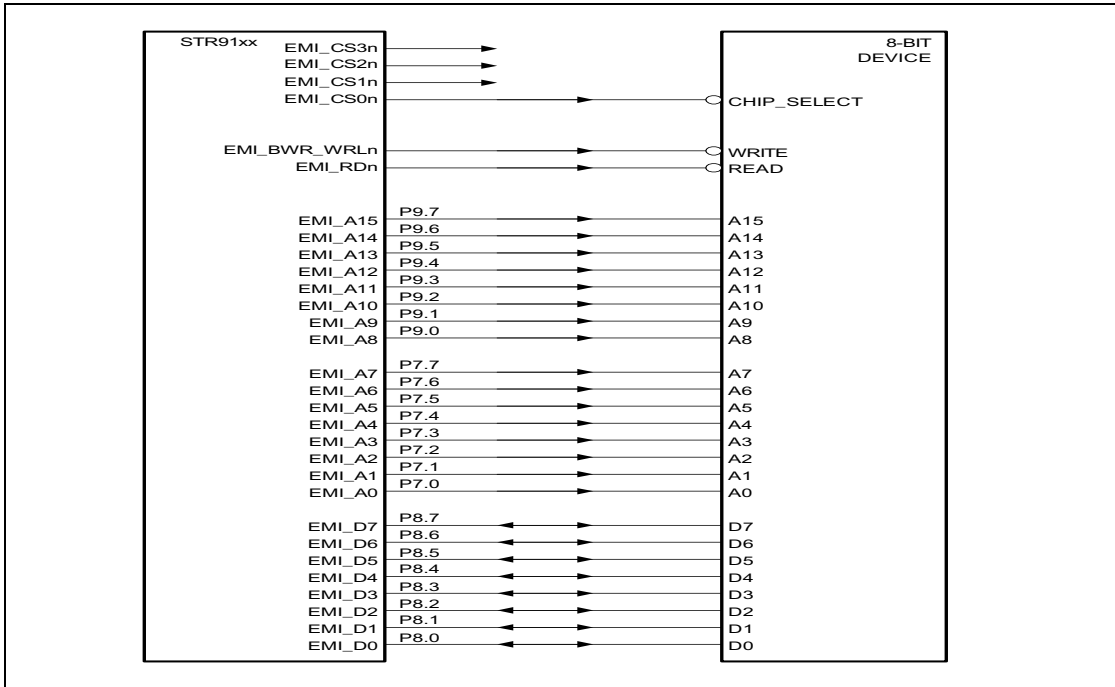 STR91xx
8-BIT
DEVICE
EMI_CS3n
EMI_CS2n
EMI_CS1n
EMI_CS0n CHIP_SELECT
EMI_BWR_WRLn WRITE
EMI_RDn READ
EMI_A15 P9.7 A15
EMI_A14 P9.6 A14
EMI_A13 P9.5 A13
EMI_A12 P9.4 A12
EMI_A11 P9.3 A11
EMI_A10 P9.2 A10
EMI_A9 P9.1 A9
EMI_A8 P9.0 A8
EMI_A7 P7.7 A7
EMI_A6 P7.6 A6
EMI_A5 P7.5 A5
EMI_A4 P7.4 A4
EMI_A3 P7.3 A3
EMI_A2 P7.2 A2
EMI_A1 P7.1 A1
EMI_A0 P7.0 A0
EMI_D7 P8.7 D7
EMI_D6 P8.6 D6
EMI_D5 P8.5 D5
EMI_D4 P8.4 D4
EMI_D3 P8.3 D3
EMI_D2 P8.2 D2
EMI_D1 P8.1 D1
EMI_D0 P8.0 D0